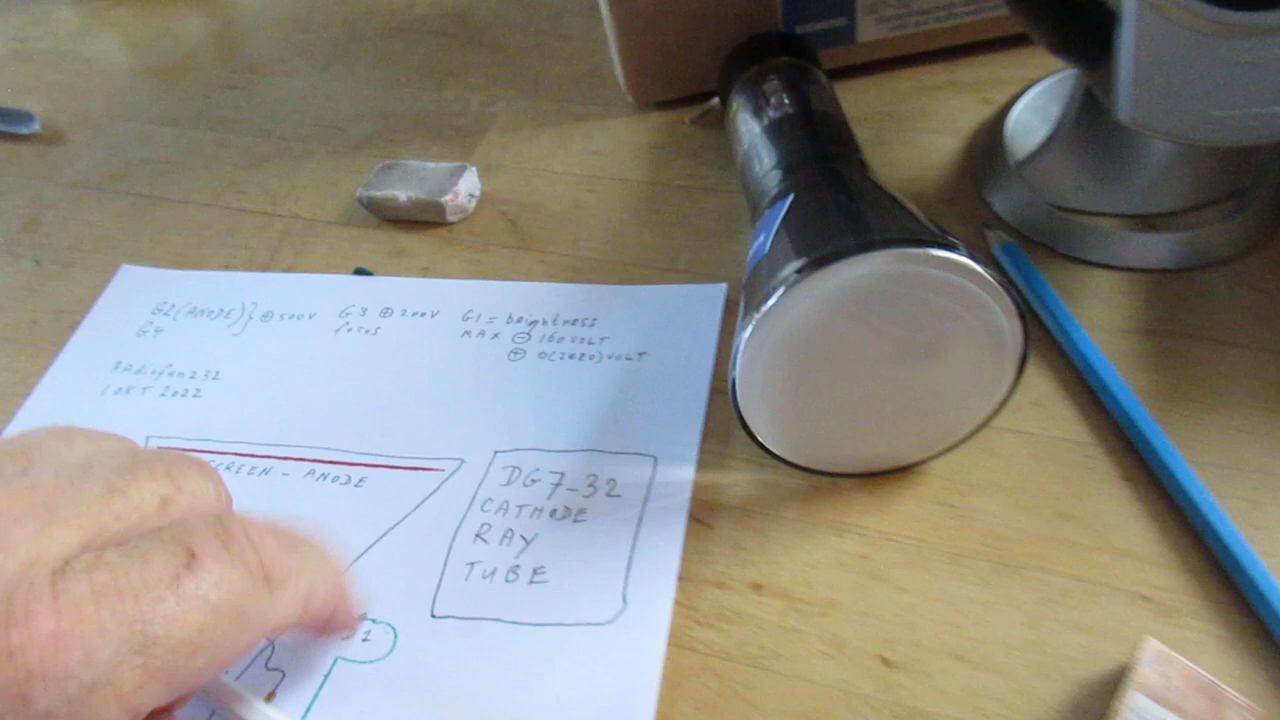 G2(ANODE)} ⊕ 500V G3 ⊕ 200V G1 = brightness
G4 focus MAX ⊖ 160 VOLT
⊕ 0(ZERO) VOLT
Radiofan232
1 OKT 2022
SCREEN - ANODE
DG7-32
CATHODE
RAY
TUBE